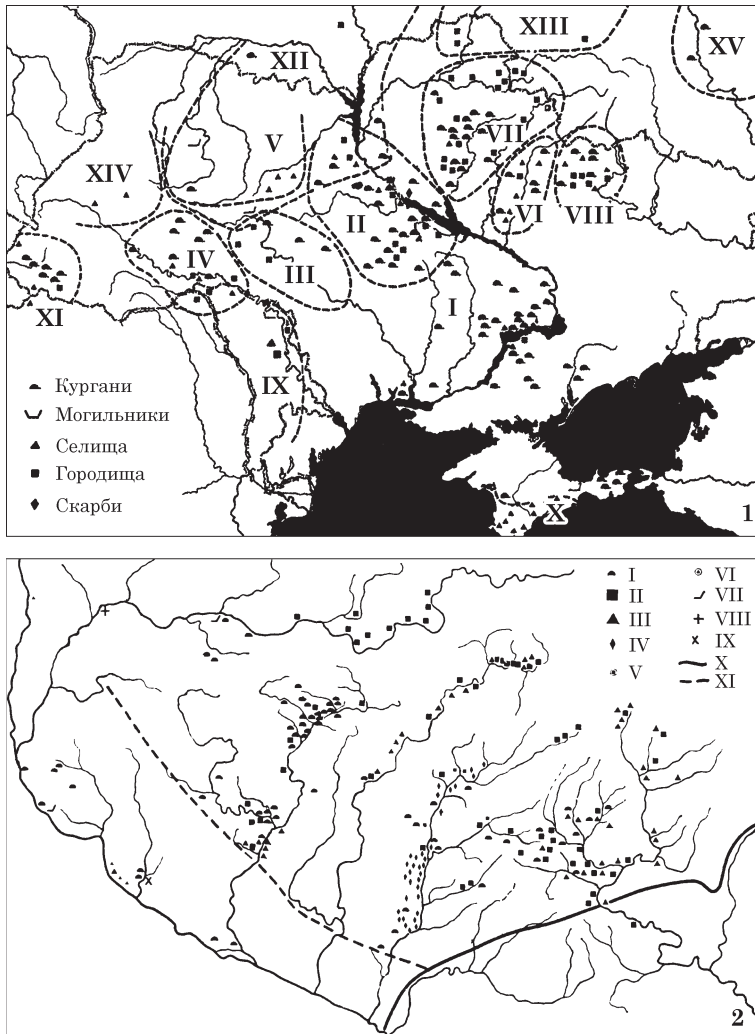 XIII
XV
XII
VII
V
XIV
VI
VIII
II
IV
III
I
XI
IX
Кургани
Могильники
Селища
Городища
Скарби
X
1
I
VI
II
VII
III
VIII
IV
IX
V
X
XI
2